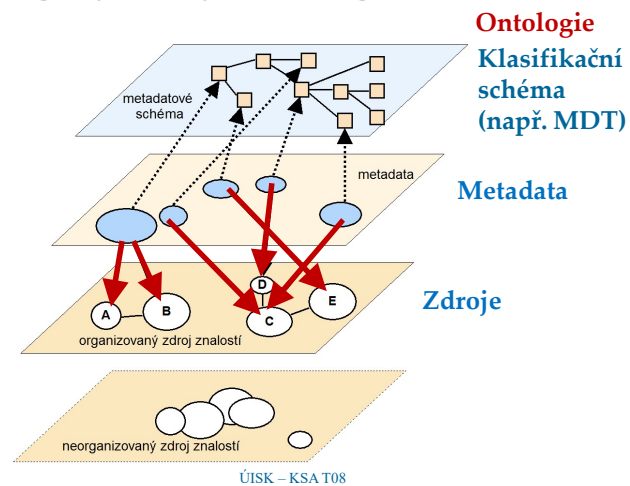 Ontologie
Klasifikační
schéma
(např. MDT)
metadatové
schéma
metadata
Metadata
D
E
A
B
C
Zdroje
organizovaný zdroj znalostí
neorganizovaný zdroj znalostí
ÚISK – KSA T08